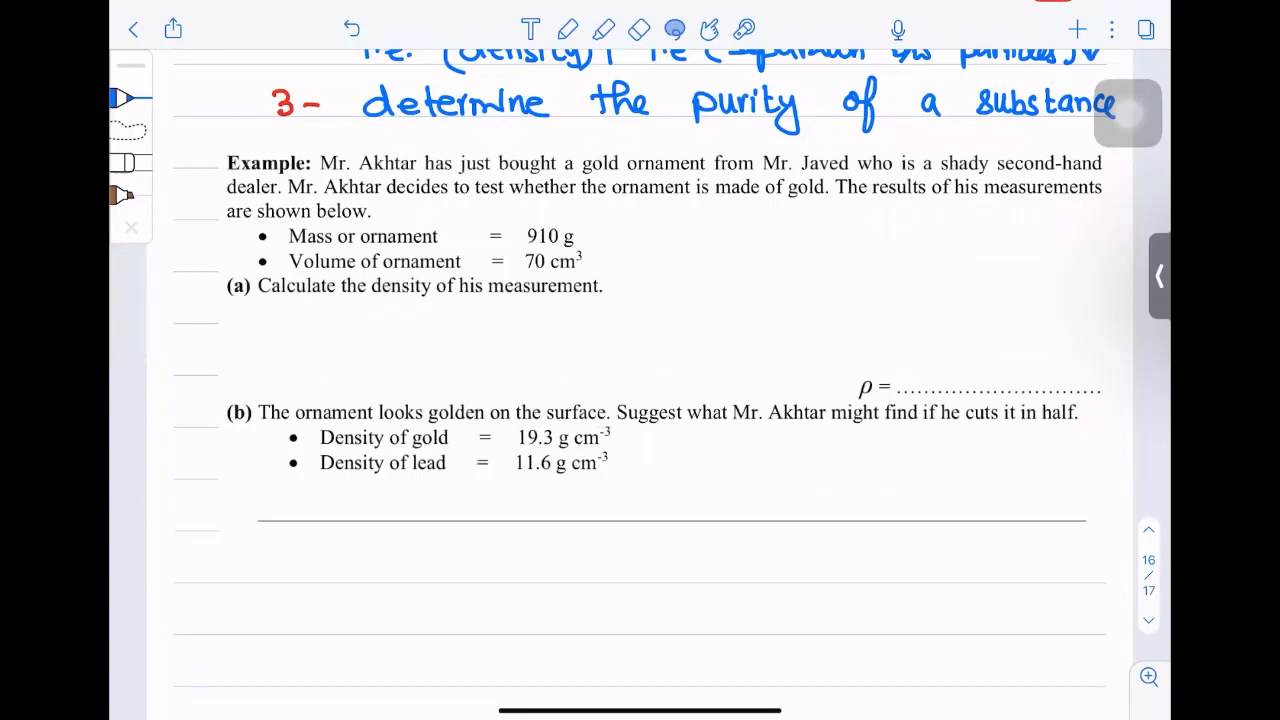 3- determine the purity of a substance
Example: Mr. Akhtar has just bought a gold ornament from Mr. Javed who is a shady second-hand
dealer. Mr. Akhtar decides to test whether the ornament is made of gold. The results of his measurements
are shown below.
• Mass or ornament = 910 g
• Volume of ornament = 70 cm³
(a) Calculate the density of his measurement.
ρ = ..............................
(b) The ornament looks golden on the surface. Suggest what Mr. Akhtar might find if he cuts it in half.
• Density of gold = 19.3 g cm⁻³
• Density of lead = 11.6 g cm⁻³
16
/
17